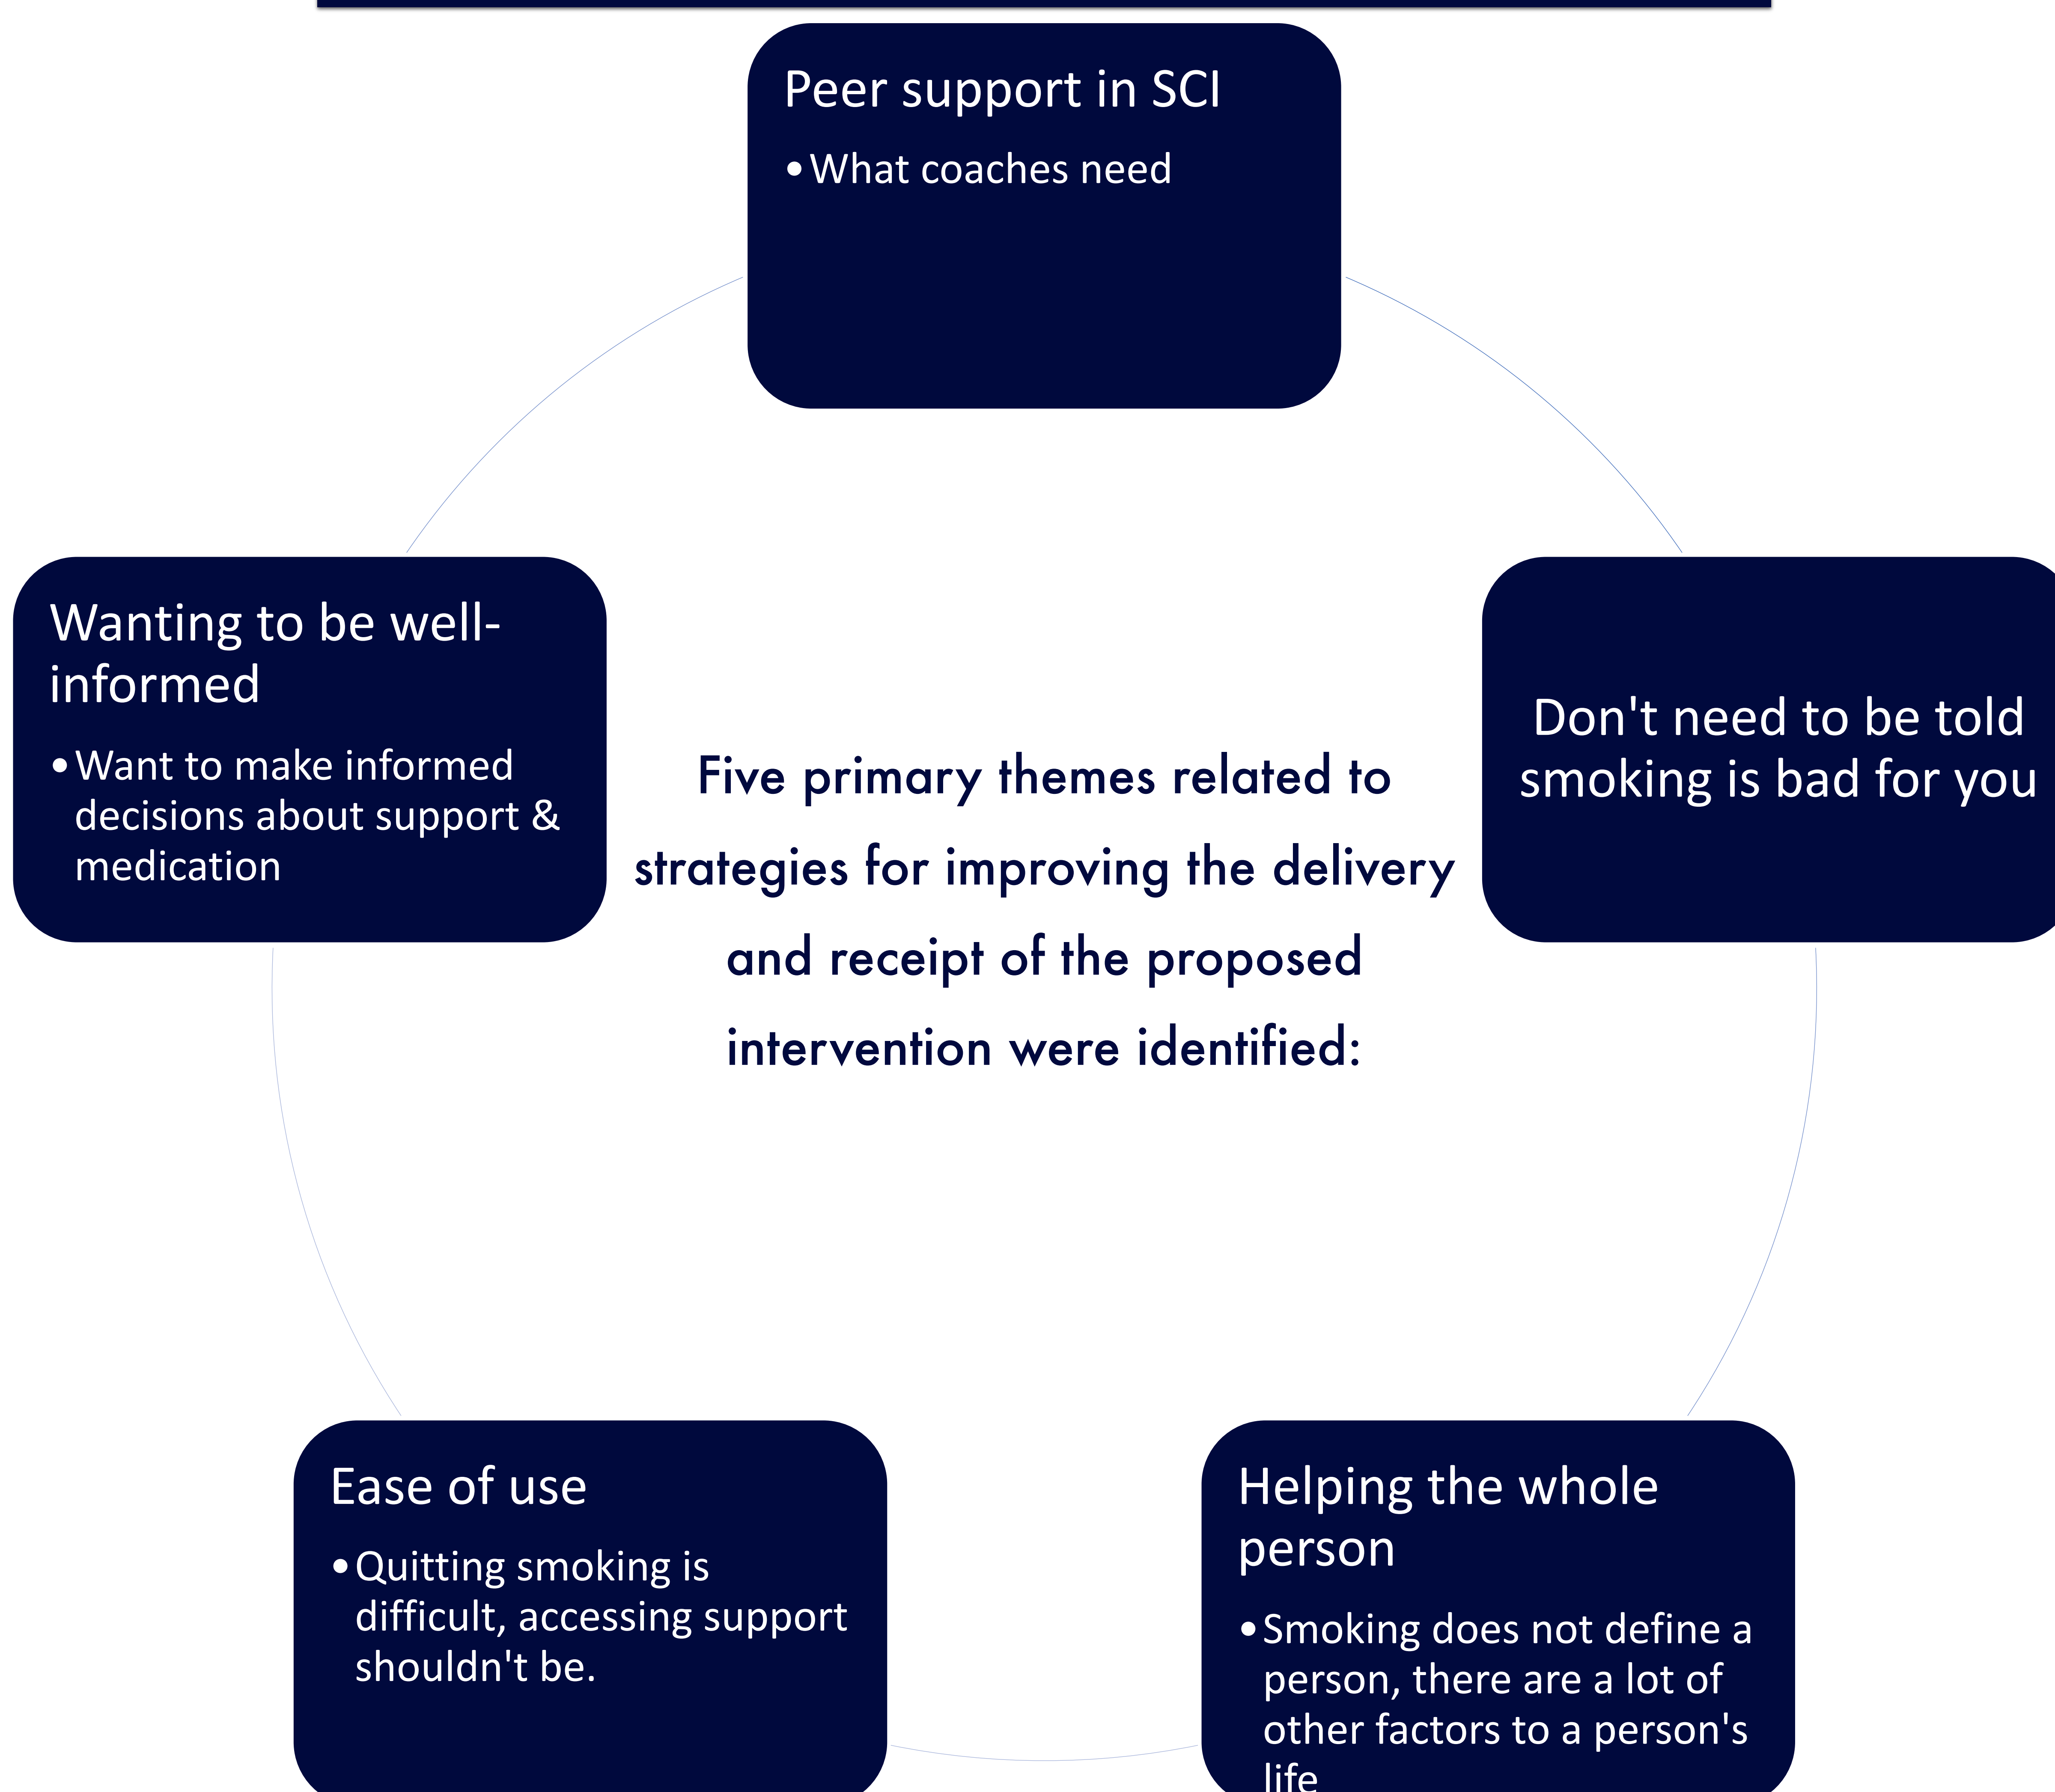 Peer support in SCI
•What coaches need
Wanting to be well-
informed
•Want to make informed
decisions about support &
medication
Don't need to be told
smoking is bad for you
Five primary themes related to
strategies for improving the delivery
and receipt of the proposed
intervention were identified:
Ease of use
•Quitting smoking is
difficult, accessing support
shouldn't be.
Helping the whole
person
•Smoking does not define a
person, there are a lot of
other factors to a person's
life